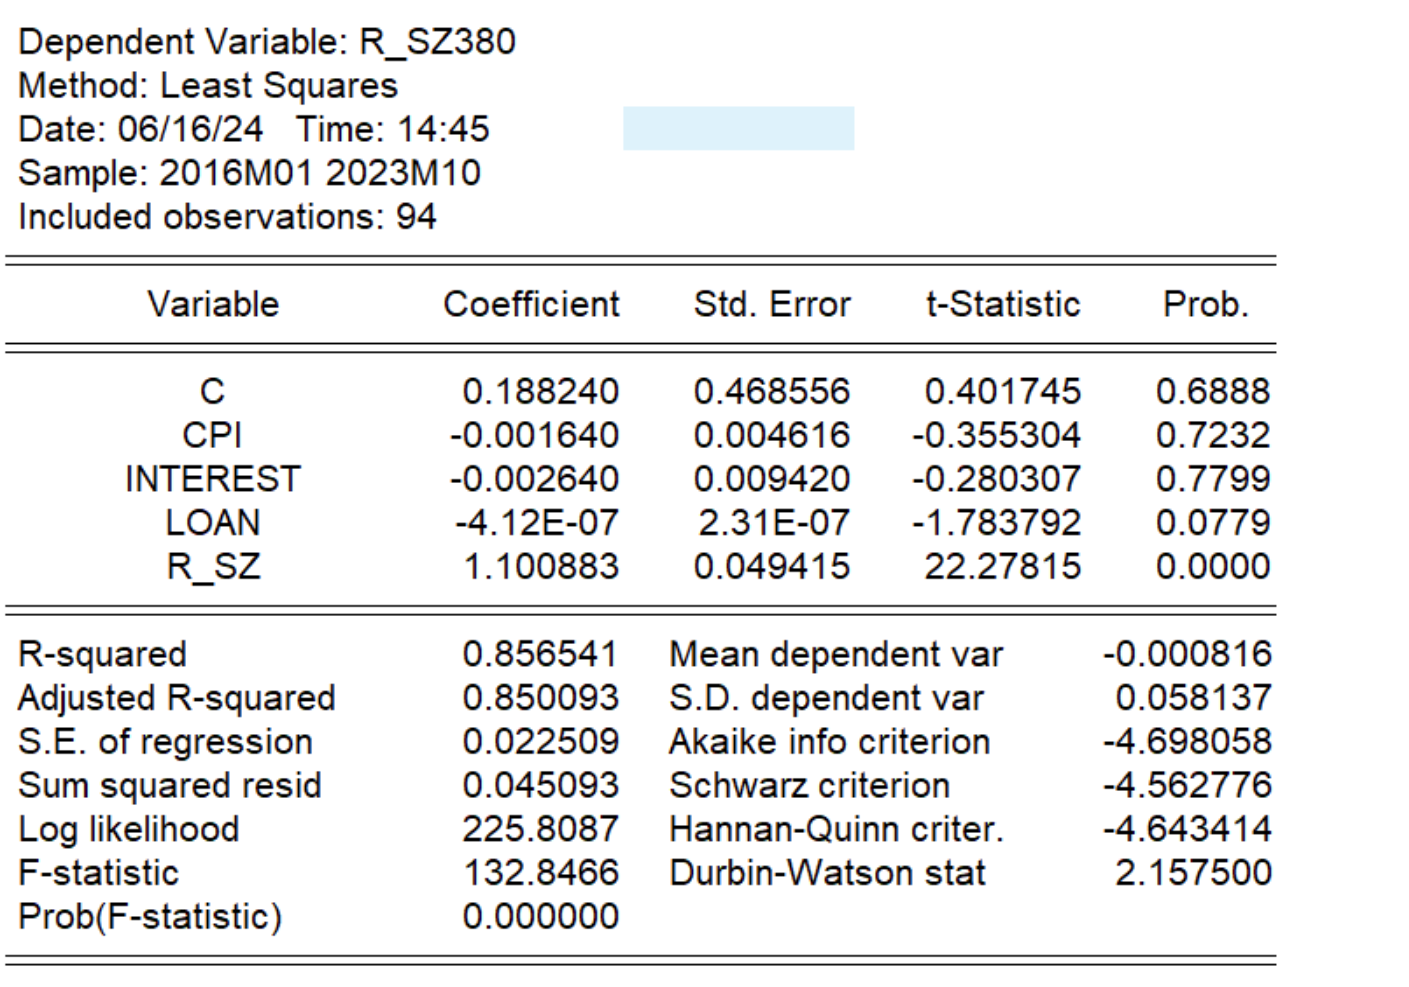 Dependent Variable: R_SZ380
Method: Least Squares
Date: 06/16/24 Time: 14:45
Sample: 2016M01 2023M10
Included observations: 94
Variable Coefficient Std. Error t-Statistic Prob.
C 0.188240 0.468556 0.401745 0.6888
CPI -0.001640 0.004616 -0.355304 0.7232
INTEREST -0.002640 0.009420 -0.280307 0.7799
LOAN -4.12E-07 2.31E-07 -1.783792 0.0779
R_SZ 1.100883 0.049415 22.27815 0.0000
R-squared 0.856541 Mean dependent var -0.000816
Adjusted R-squared 0.850093 S.D. dependent var 0.058137
S.E. of regression 0.022509 Akaike info criterion -4.698058
Sum squared resid 0.045093 Schwarz criterion -4.562776
Log likelihood 225.8087 Hannan-Quinn criter. -4.643414
F-statistic 132.8466 Durbin-Watson stat 2.157500
Prob(F-statistic) 0.000000